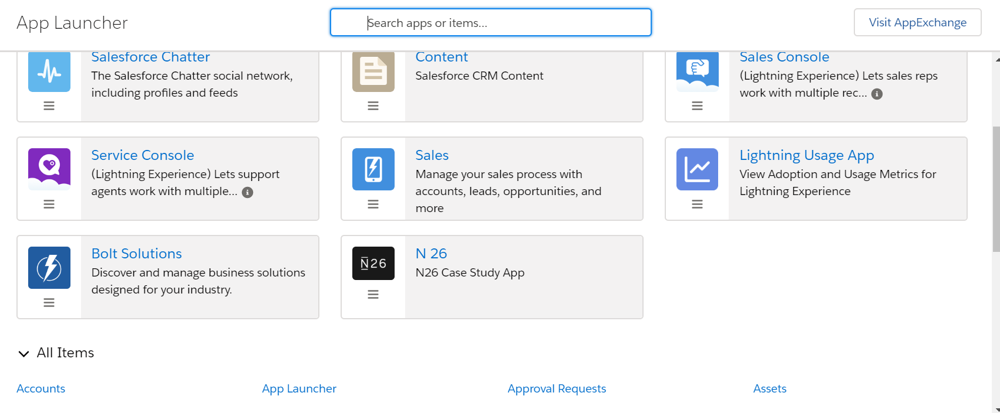 App Launcher
Search apps or items...
Visit AppExchange
Salesforce Chatter
The Salesforce Chatter social network,
including profiles and feeds
Content
Salesforce CRM Content
Sales Console
(Lightning Experience) Lets sales reps
work with multiple rec...
Service Console
(Lightning Experience) Lets support
agents work with multiple...
Sales
Manage your sales process with
accounts, leads, opportunities, and
more
Lightning Usage App
View Adoption and Usage Metrics for
Lightning Experience
Bolt Solutions
Discover and manage business solutions
designed for your industry.
N26
N 26
N26 Case Study App
All Items
Accounts
App Launcher
Approval Requests
Assets